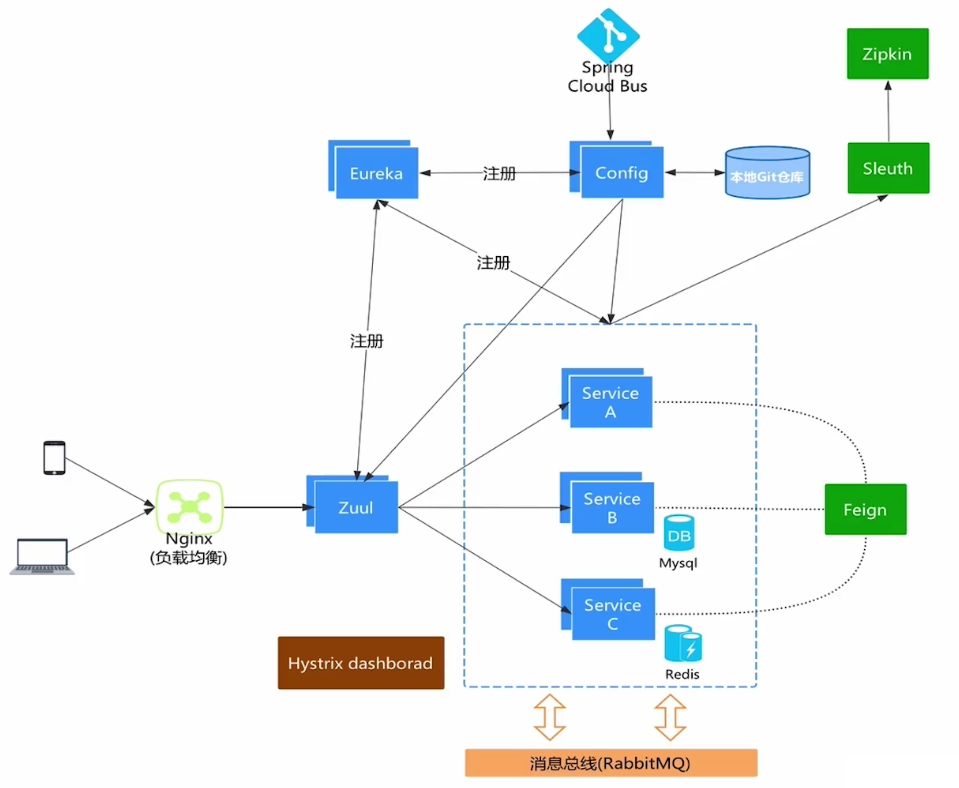 Spring
Cloud Bus
Zipkin
Eureka
注册
Config
本地Git仓库
Sleuth
注册
注册
Service
A
Nginx
(负载均衡)
Zuul
Service
B
DB
Mysql
Feign
Service
C
Hystrix dashborad
Redis
消息总线(RabbitMQ)